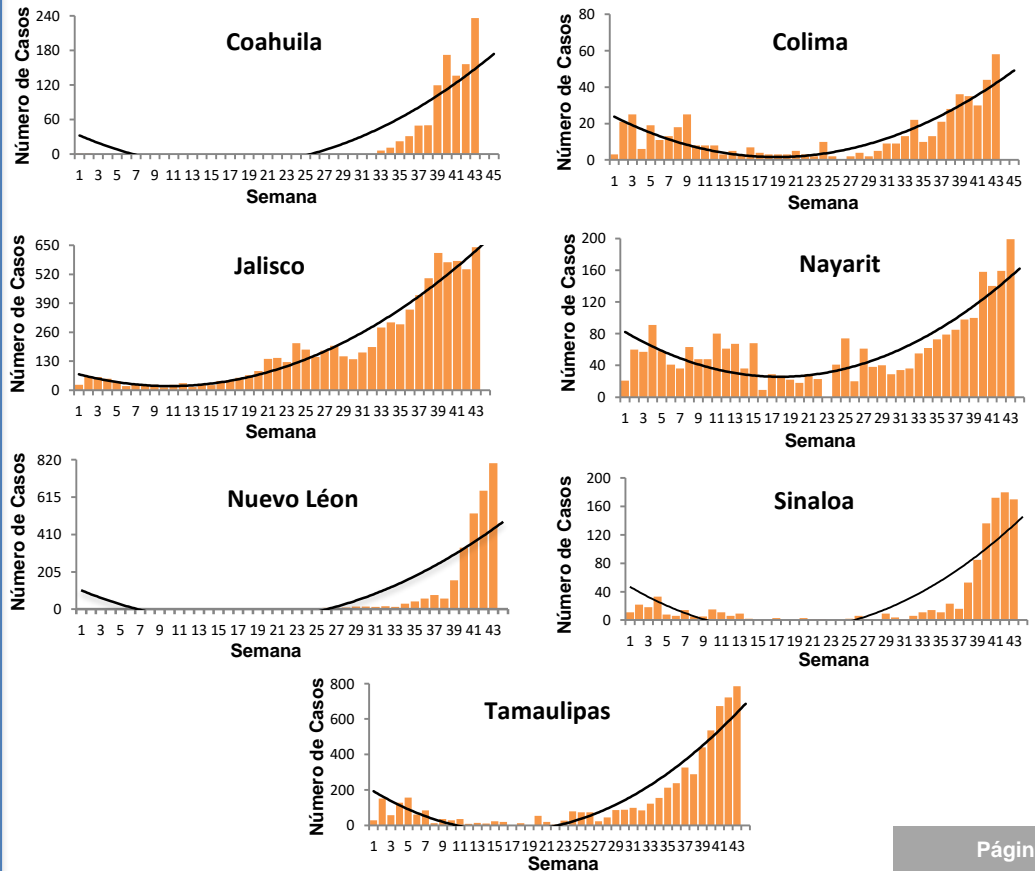 Coahuila
Número de Casos
240
180
120
60
0
1 3 5 7 9 11 13 15 17 19 21 23 25 27 29 31 33 35 37 39 41 43 45
Semana
Colima
Número de Casos
80
60
40
20
0
1 3 5 7 9 11 13 15 17 19 21 23 25 27 29 31 33 35 37 39 41 43 45
Semana
Jalisco
Número de Casos
650
520
390
260
130
0
1 3 5 7 9 11 13 15 17 19 21 23 25 27 29 31 33 35 37 39 41 43
Semana
Nayarit
Número de Casos
200
160
120
80
40
0
1 3 5 7 9 11 13 15 17 19 21 23 25 27 29 31 33 35 37 39 41 43
Semana
Nuevo Léon
Número de Casos
820
615
410
205
0
1 3 5 7 9 11 13 15 17 19 21 23 25 27 29 31 33 35 37 39 41 43
Semana
Sinaloa
Número de Casos
200
160
120
80
40
0
1 3 5 7 9 11 13 15 17 19 21 23 25 27 29 31 33 35 37 39 41 43
Semana
Tamaulipas
Número de Casos
800
600
400
200
0
1 3 5 7 9 11 13 15 17 19 21 23 25 27 29 31 33 35 37 39 41 43
Semana
Págin